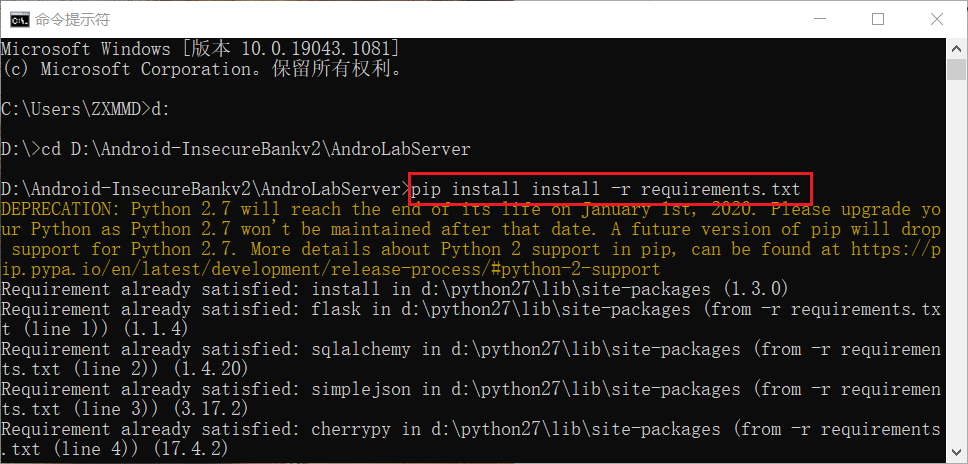 命令提示符
Microsoft Windows [版本 10.0.19043.1081]
(c) Microsoft Corporation。保留所有权利。
C:\Users\ZXMMD>d:
D:\>cd D:\Android-InsecureBankv2\AndroLabServer
D:\Android-InsecureBankv2\AndroLabServer>pip install install -r requirements.txt
DEPRECATION: Python 2.7 will reach the end of its life on January 1st, 2020. Please upgrade yo
ur Python as Python 2.7 won't be maintained after that date. A future version of pip will drop
 support for Python 2.7. More details about Python 2 support in pip, can be found at https://p
ip.pypa.io/en/latest/development/release-process/#python-2-support
Requirement already satisfied: install in d:\python27\lib\site-packages (1.3.0)
Requirement already satisfied: flask in d:\python27\lib\site-packages (from -r requirements.tx
t (line 1)) (1.1.4)
Requirement already satisfied: sqlalchemy in d:\python27\lib\site-packages (from -r requiremen
ts.txt (line 2)) (1.4.20)
Requirement already satisfied: simplejson in d:\python27\lib\site-packages (from -r requiremen
ts.txt (line 3)) (3.17.2)
Requirement already satisfied: cherrypy in d:\python27\lib\site-packages (from -r requirements
.txt (line 4)) (17.4.2)